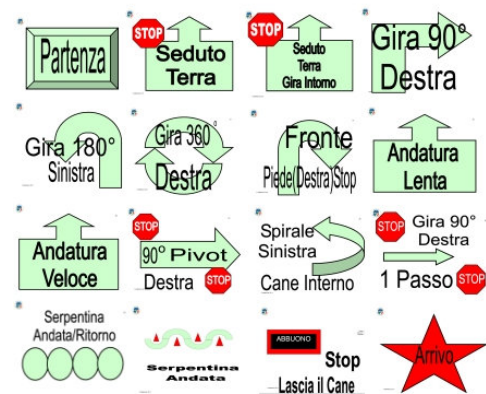 Partenza
STOP
Seduto
Terra
STOP
Seduto
Terra
Gira Intorno
Gira 90°
Destra
Gira 180°
Sinistra
Gira 360°
Destra
Fronte
Piede(Destra)Stop
Andatura
Lenta
Andatura
Veloce
STOP
90° Pivot
Destra
STOP
Spirale
Sinistra
Cane Interno
STOP
Gira 90°
Destra
1 Passo
STOP
Serpentina
Andata/Ritorno
Serpentina
Andata
ABBUONO
Stop
Lascia il Cane
Arrivo